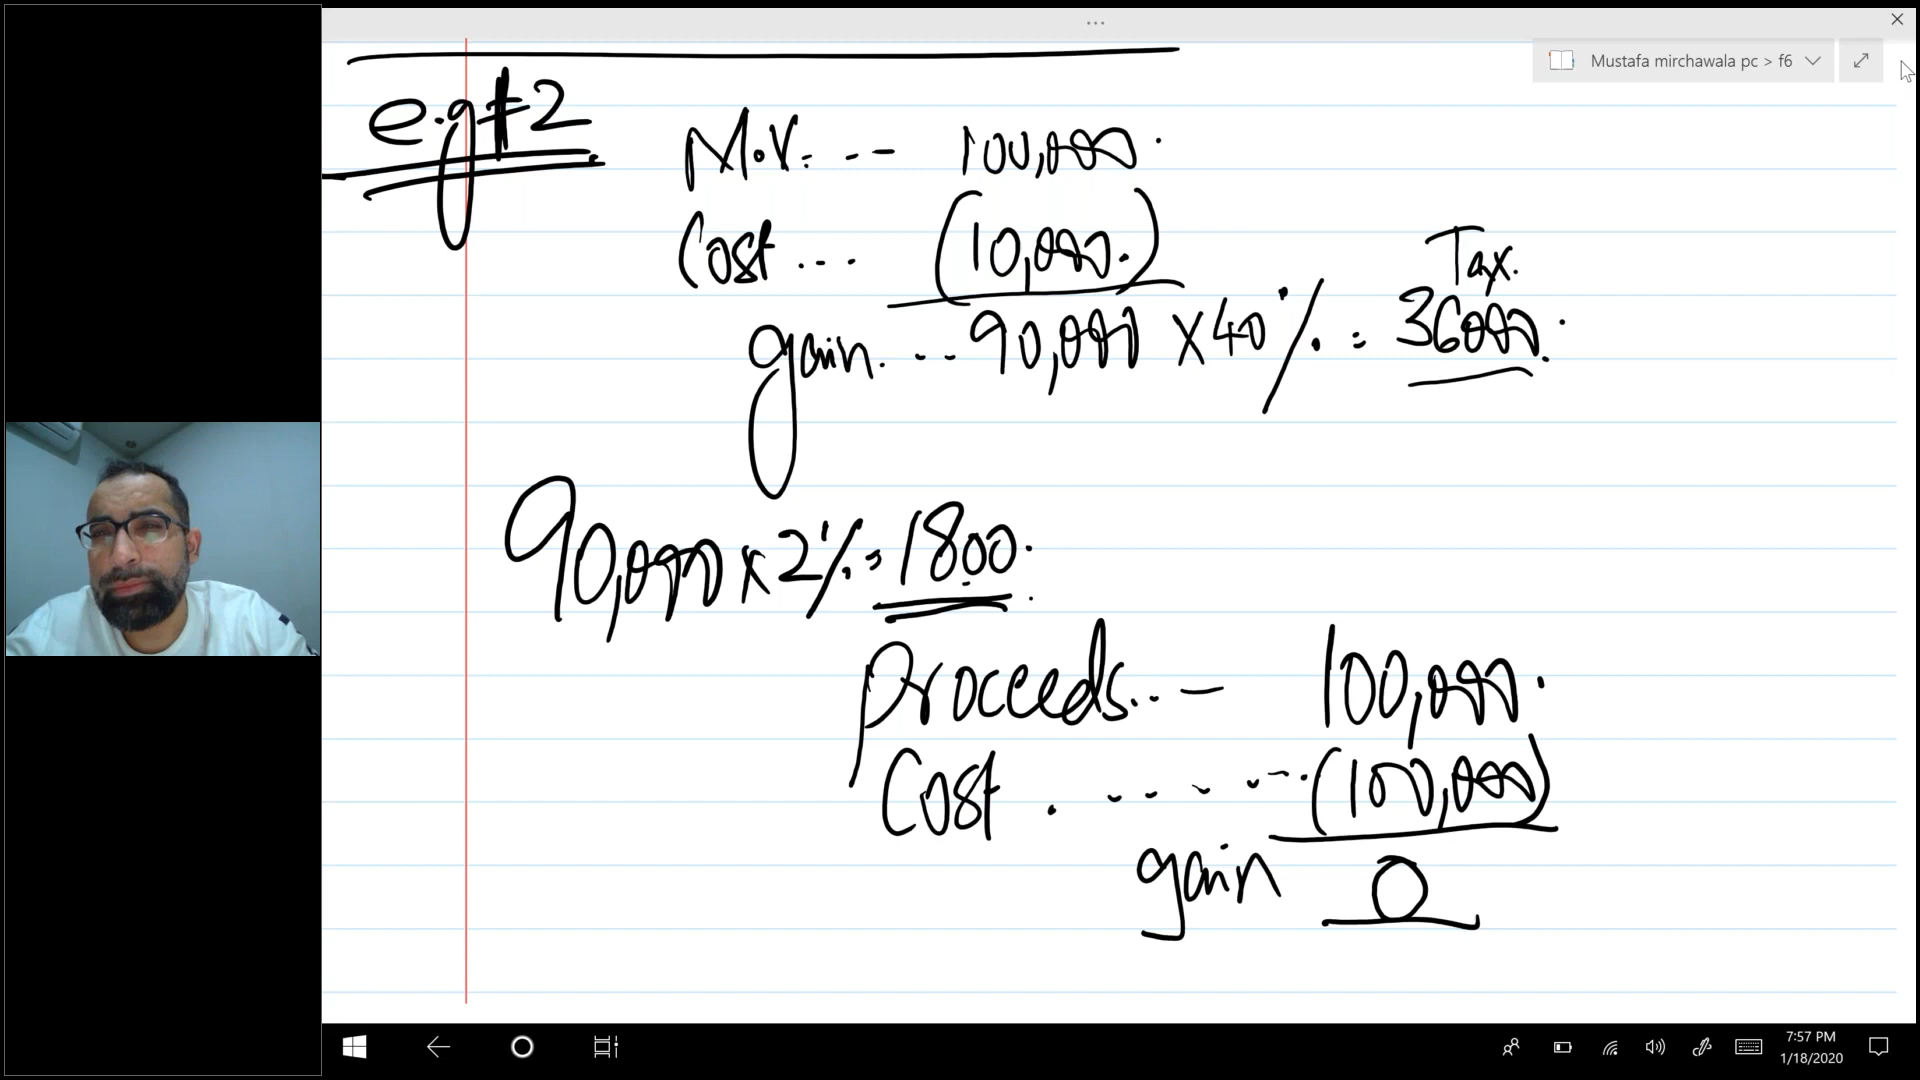 Mustafa mirchawala pc > f6
e.g#2
M.V. -- 100,000.
Cost ... (10,000.)
Tax.
gain. -- 90,000 x 40% = 36000.
90,000 x 2% = 1800.
Proceeds..- 100,000.
Cost . ........ (100,000)
gain 0
7:57 PM
1/18/2020